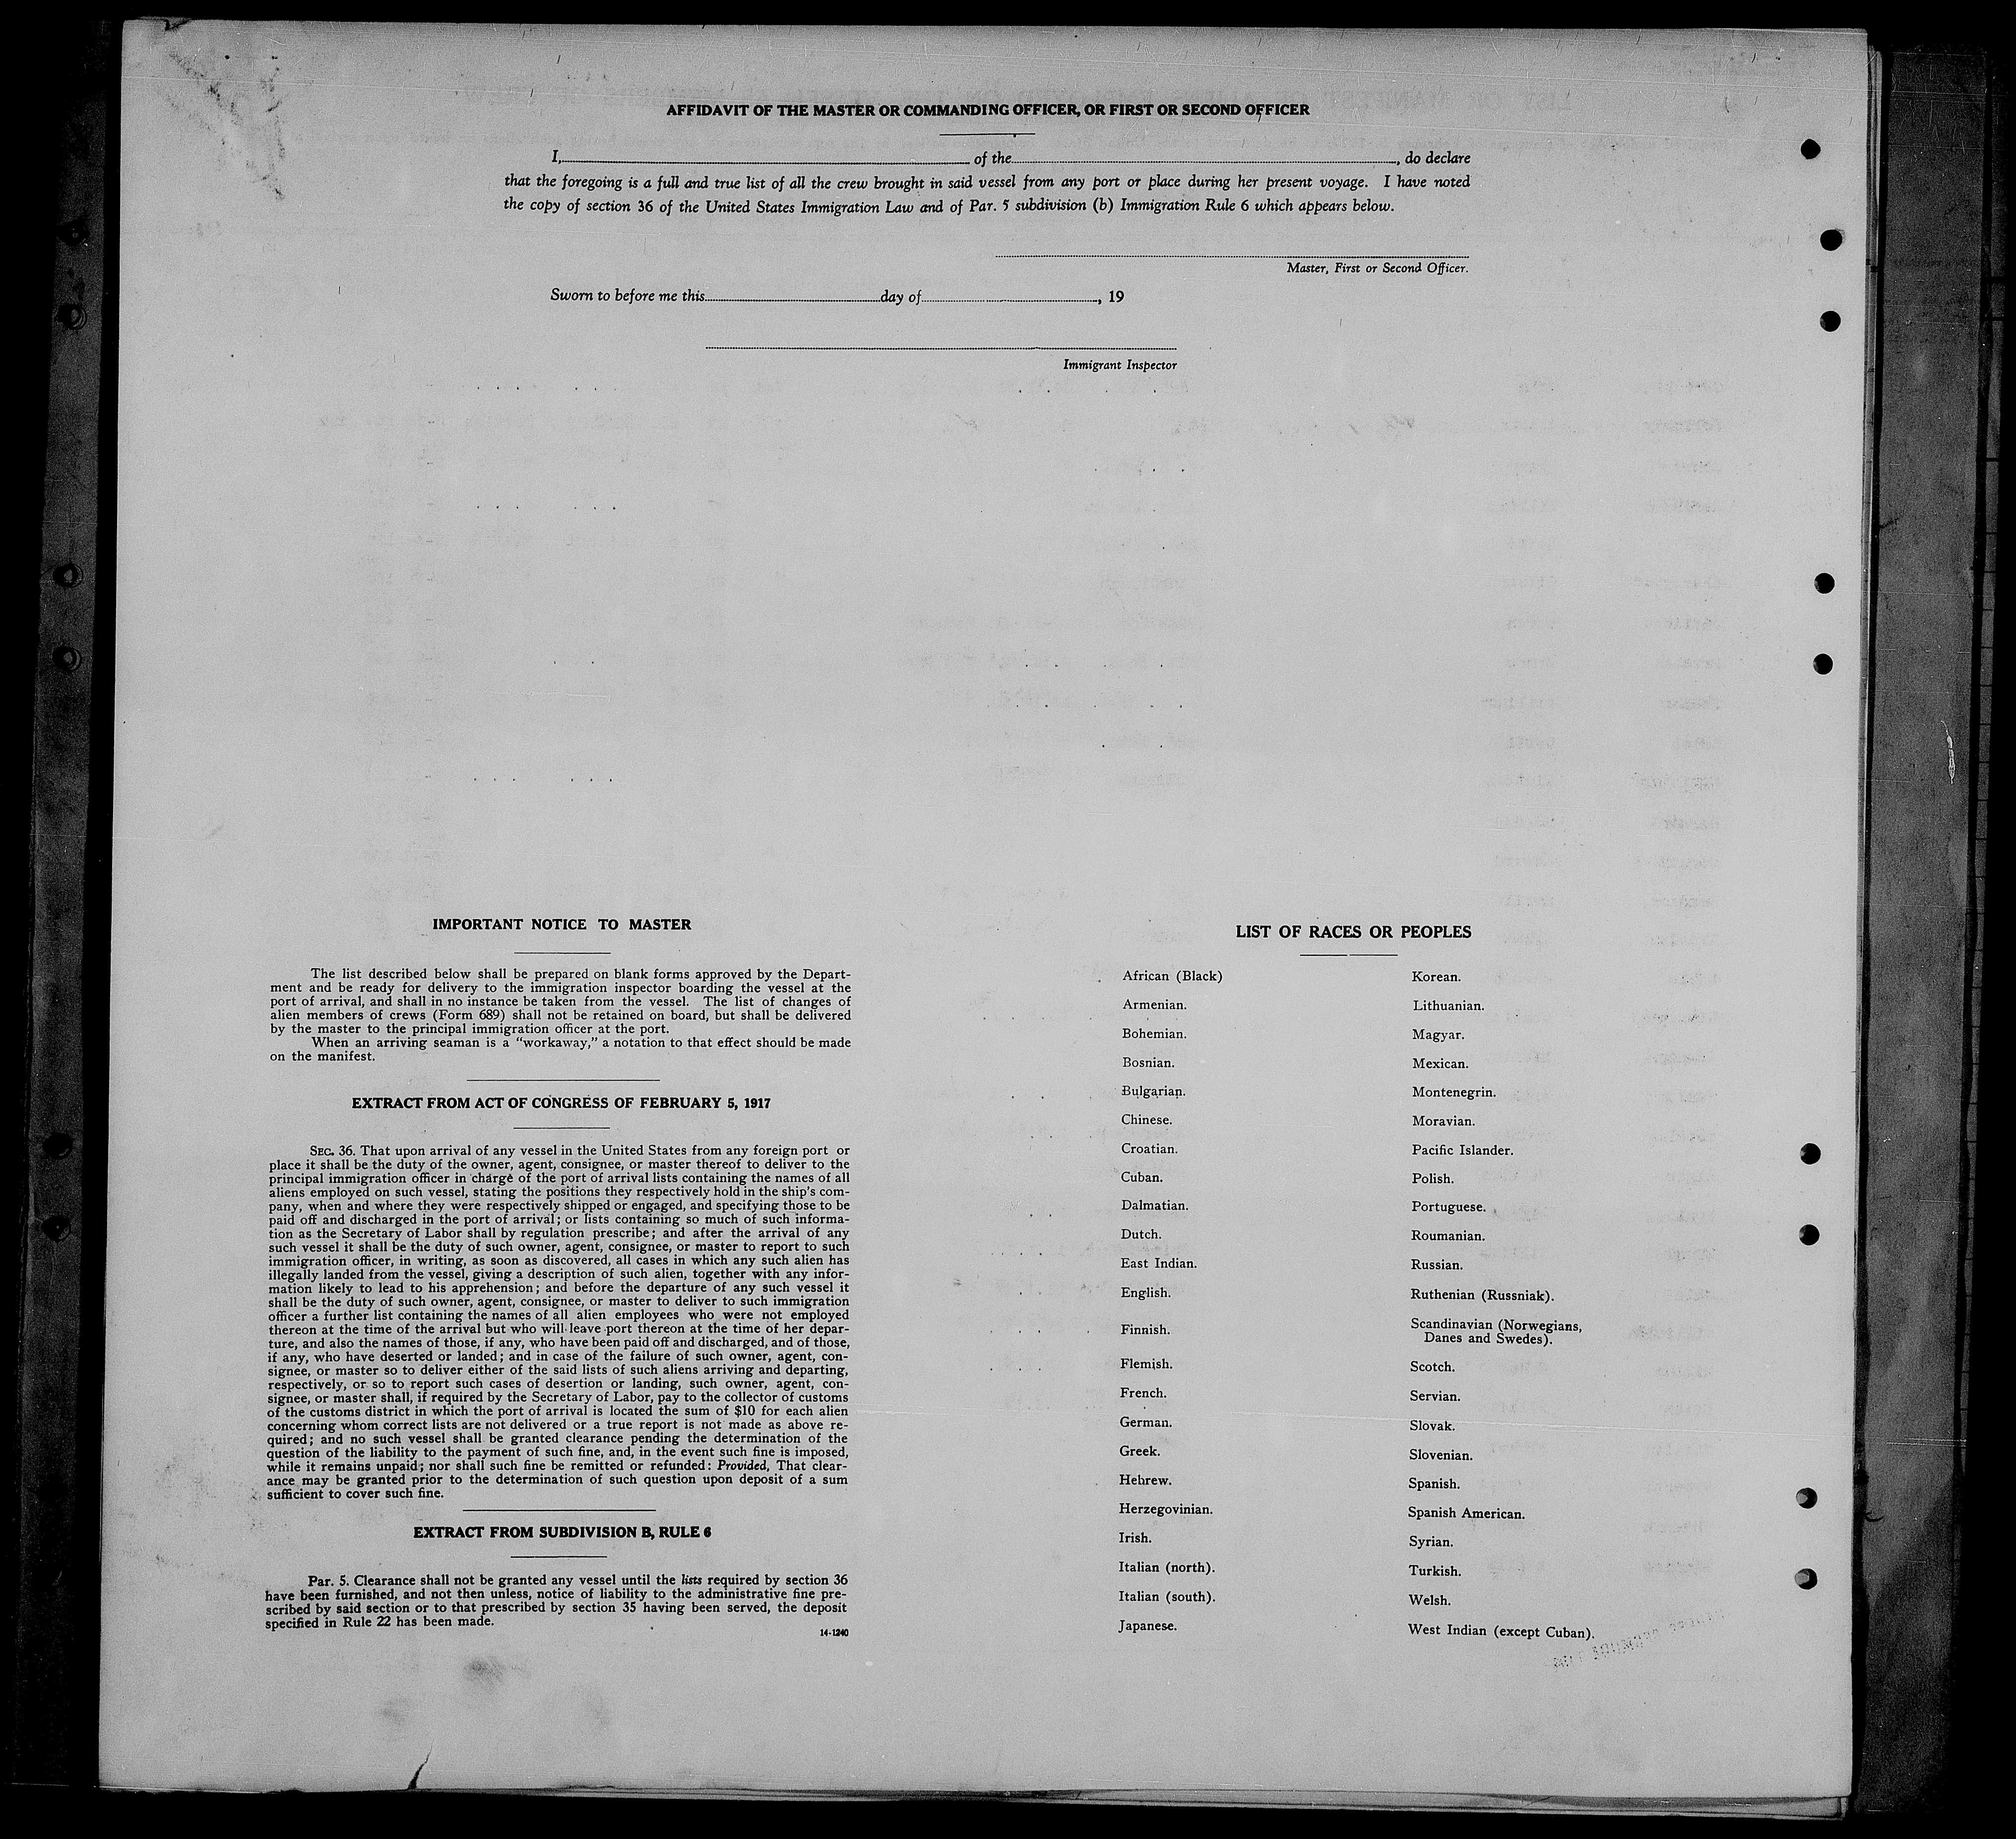 AFFIDAVIT OF THE MASTER OR COMMANDING OFFICER, OR FIRST OR SECOND OFFICER
I, of the , do declare
that the foregoing is a full and true list of all the crew brought in said vessel from any port or place during her present voyage. I have noted
the copy of section 36 of the United States Immigration Law and of Par. 5 subdivision (b) Immigration Rule 6 which appears below.
Master, First or Second Officer.
Sworn to before me this day of , 19
Immigrant Inspector
IMPORTANT NOTICE TO MASTER
The list described below shall be prepared on blank forms approved by the Depart-
ment and be ready for delivery to the immigration inspector boarding the vessel at the
port of arrival, and shall in no instance be taken from the vessel. The list of changes of
alien members of crews (Form 689) shall not be retained on board, but shall be delivered
by the master to the principal immigration officer at the port.
When an arriving seaman is a "workaway," a notation to that effect should be made
on the manifest.
EXTRACT FROM ACT OF CONGRESS OF FEBRUARY 5, 1917
SEC. 36. That upon arrival of any vessel in the United States from any foreign port or
place it shall be the duty of the owner, agent, consignee, or master thereof to deliver to the
principal immigration officer in charge of the port of arrival lists containing the names of all
aliens employed on such vessel, stating the positions they respectively hold in the ship's com-
pany, when and where they were respectively shipped or engaged, and specifying those to be
paid off and discharged in the port of arrival; or lists containing so much of such informa-
tion as the Secretary of Labor shall by regulation prescribe; and after the arrival of any
such vessel it shall be the duty of such owner, agent, consignee, or master to report to such
immigration officer, in writing, as soon as discovered, all cases in which any such alien has
illegally landed from the vessel, giving a description of such alien, together with any infor-
mation likely to lead to his apprehension; and before the departure of any such vessel it
shall be the duty of such owner, agent, consignee, or master to deliver to such immigration
officer a further list containing the names of all alien employees who were not employed
thereon at the time of the arrival but who will leave port thereon at the time of her depar-
ture, and also the names of those, if any, who have been paid off and discharged, and of those,
if any, who have deserted or landed; and in case of the failure of such owner, agent, con-
signee, or master so to deliver either of the said lists of such aliens arriving and departing,
respectively, or so to report such cases of desertion or landing, such owner, agent, con-
signee, or master shall, if required by the Secretary of Labor, pay to the collector of customs
of the customs district in which the port of arrival is located the sum of $10 for each alien
concerning whom correct lists are not delivered or a true report is not made as above re-
quired; and no such vessel shall be granted clearance pending the determination of the
question of the liability to the payment of such fine, and, in the event such fine is imposed,
while it remains unpaid; nor shall such fine be remitted or refunded: Provided, That clear-
ance may be granted prior to the determination of such question upon deposit of a sum
sufficient to cover such fine.
EXTRACT FROM SUBDIVISION B, RULE 6
Par. 5. Clearance shall not be granted any vessel until the lists required by section 36
have been furnished, and not then unless, notice of liability to the administrative fine pre-
scribed by said section or to that prescribed by section 35 having been served, the deposit
specified in Rule 22 has been made.
14-1240
LIST OF RACES OR PEOPLES
African (Black)
Armenian.
Bohemian.
Bosnian.
Bulgarian.
Chinese.
Croatian.
Cuban.
Dalmatian.
Dutch.
East Indian.
English.
Finnish.
Flemish.
French.
German.
Greek.
Hebrew.
Herzegovinian.
Irish.
Italian (north).
Italian (south).
Japanese.
Korean.
Lithuanian.
Magyar.
Mexican.
Montenegrin.
Moravian.
Pacific Islander.
Polish.
Portuguese.
Roumanian.
Russian.
Ruthenian (Russniak).
Scandinavian (Norwegians,
Danes and Swedes).
Scotch.
Servian.
Slovak.
Slovenian.
Spanish.
Spanish American.
Syrian.
Turkish.
Welsh.
West Indian (except Cuban).